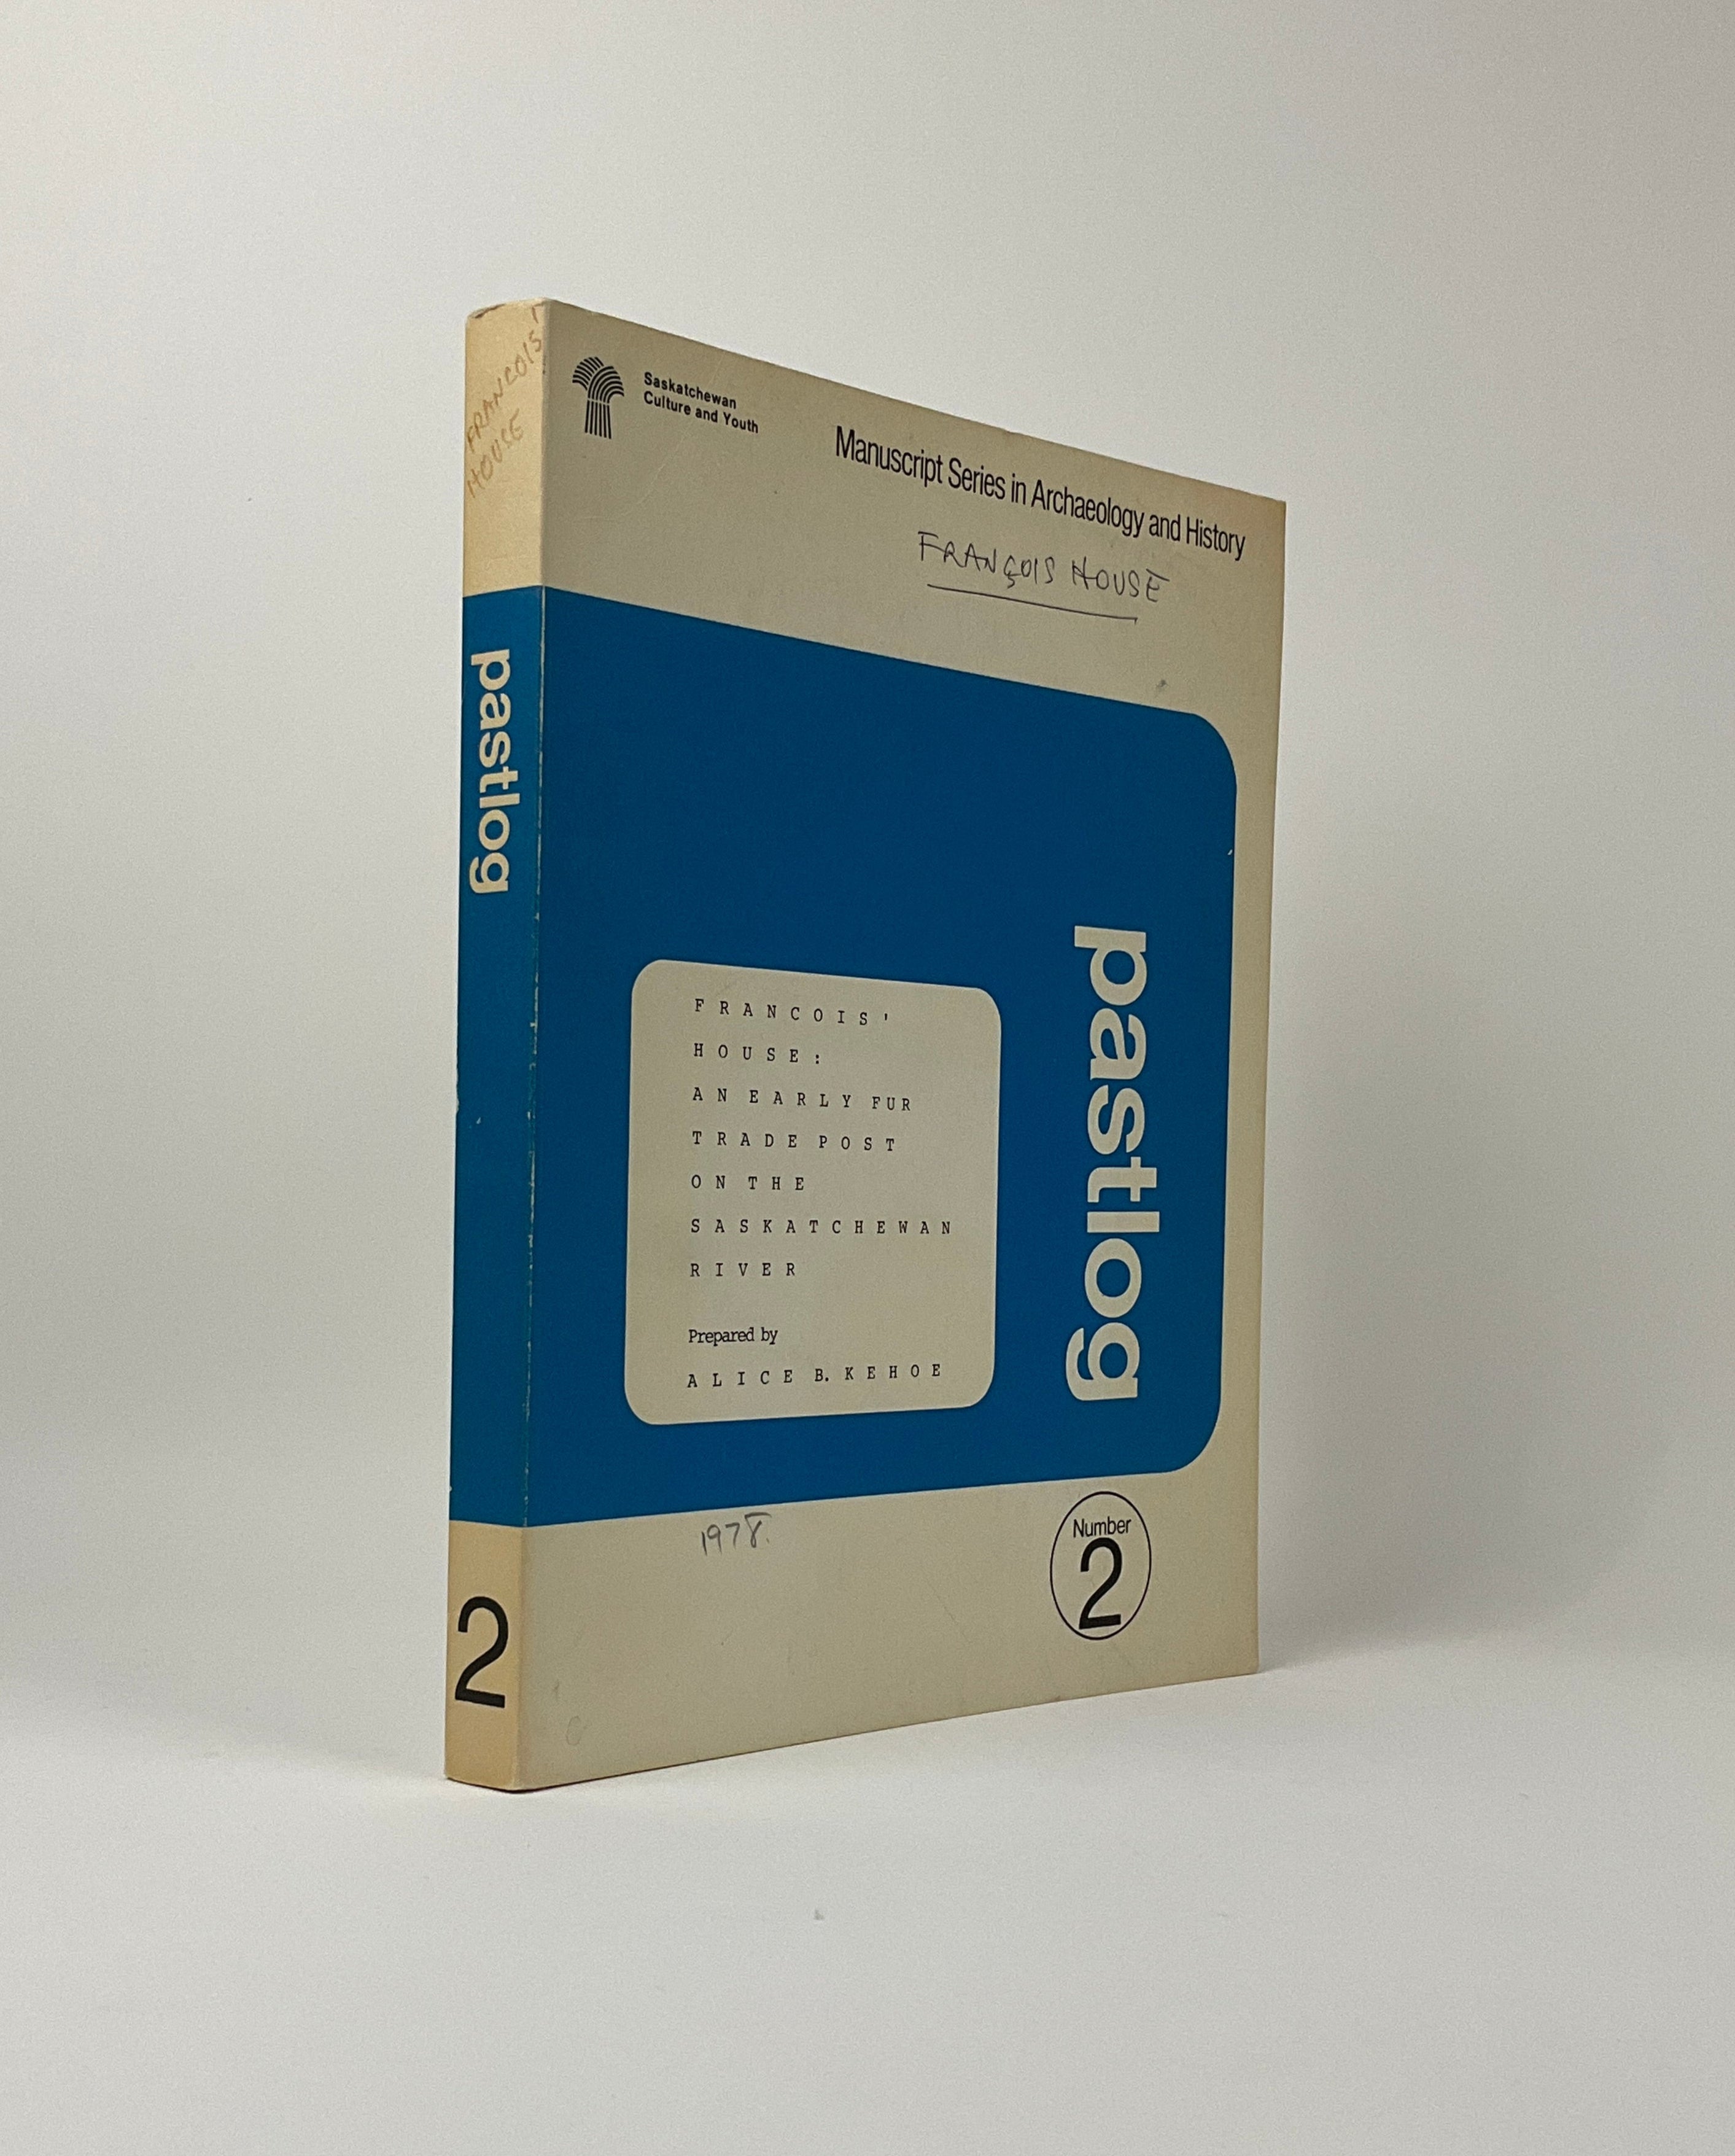 FRANCOIS'
HOUSE
pastlog
2
Saskatchewan
Culture and Youth
Manuscript Series in Archaeology and History
FRANÇOIS HOUSE
pastlog
FRANCOIS'
HOUSE:
AN EARLY FUR
TRADE POST
ON THE
SASKATCHEWAN
RIVER
Prepared by
ALICE B. KEHOE
1978.
Number
2